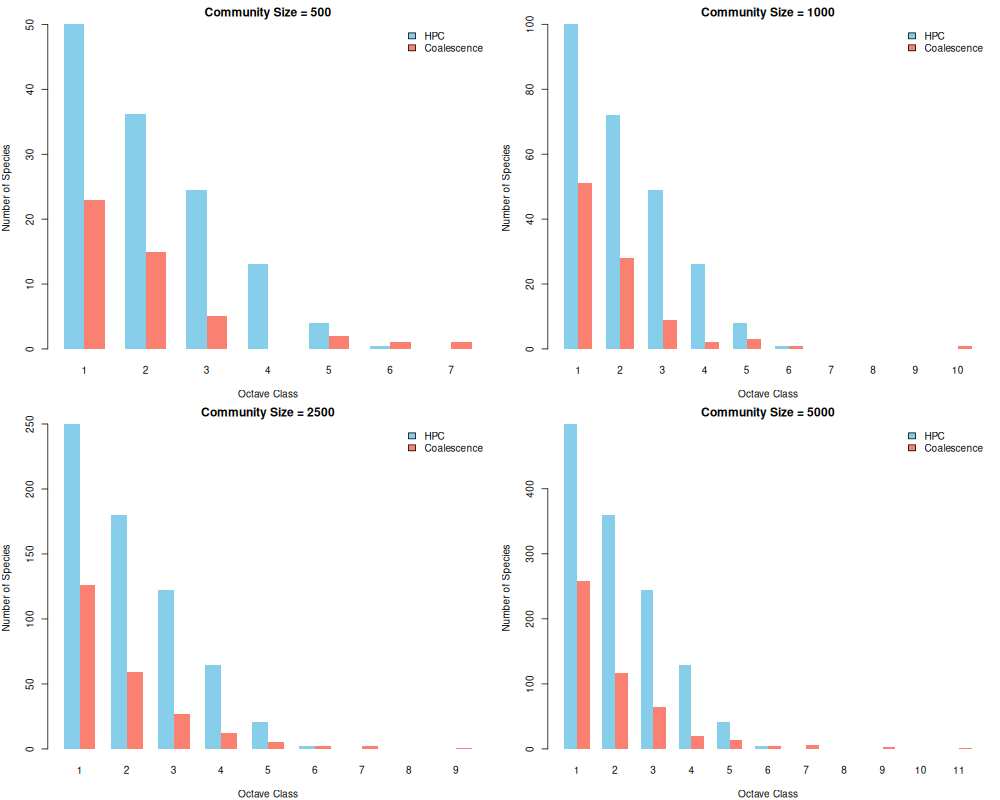 Community Size = 500
HPC
Coalescence
Number of Species
50
40
30
20
10
0
1 2 3 4 5 6 7
Octave Class
Community Size = 1000
HPC
Coalescence
Number of Species
100
80
60
40
20
0
1 2 3 4 5 6 7 8 9 10
Octave Class
Community Size = 2500
HPC
Coalescence
Number of Species
250
200
150
100
50
0
1 2 3 4 5 6 7 8 9
Octave Class
Community Size = 5000
HPC
Coalescence
Number of Species
400
300
200
100
0
1 2 3 4 5 6 7 8 9 10 11
Octave Class